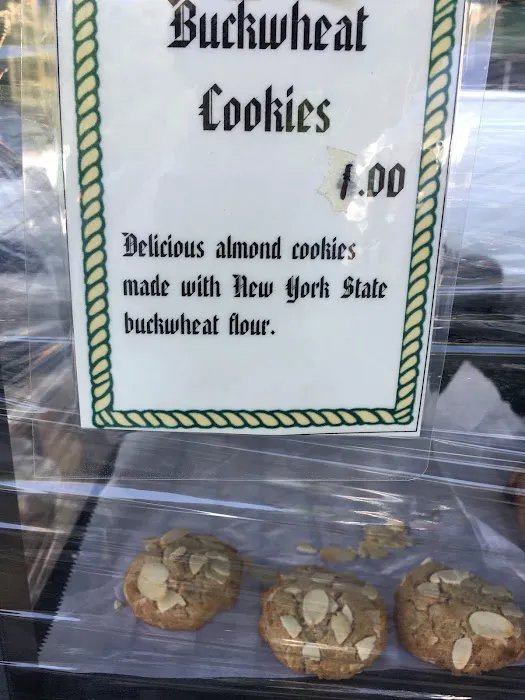 Buckwheat
Cookies
1.00
Delicious almond cookies
made with New York State
buckwheat flour.